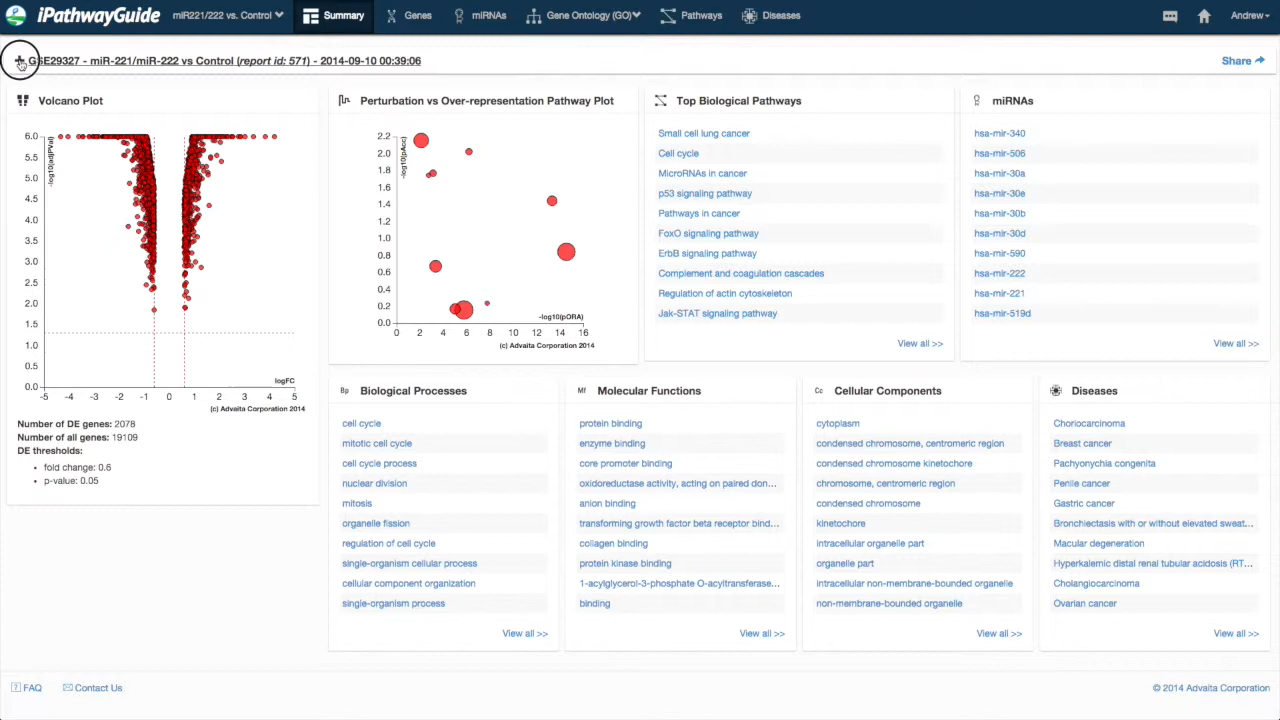 iPathwayGuide miR221/222 vs. Control Summary Genes miRNAs Gene Ontology (GO) Pathways Diseases Andrew
GSE29327 - miR-221/miR-222 vs Control (report id: 571) - 2014-09-10 00:39:06 Share
Volcano Plot
6.0
5.5
5.0
4.5
4.0
3.5
3.0
2.5
2.0
1.5
1.0
0.5
0.0
-log10(adjPVal)
logFC
-5 -4 -3 -2 -1 0 1 2 3 4 5
(c) Advaita Corporation 2014
Number of DE genes: 2078
Number of all genes: 19109
DE thresholds:
• fold change: 0.6
• p-value: 0.05
Perturbation vs Over-representation Pathway Plot
2.2
2.0
1.8
1.6
1.4
1.2
1.0
0.8
0.6
0.4
0.2
0.0
-log10(pAcc)
-log10(pORA)
0 2 4 6 8 10 12 14 16
(c) Advaita Corporation 2014
Top Biological Pathways
Small cell lung cancer
Cell cycle
MicroRNAs in cancer
p53 signaling pathway
Pathways in cancer
FoxO signaling pathway
ErbB signaling pathway
Complement and coagulation cascades
Regulation of actin cytoskeleton
Jak-STAT signaling pathway
View all >>
miRNAs
hsa-mir-340
hsa-mir-506
hsa-mir-30a
hsa-mir-30e
hsa-mir-30b
hsa-mir-30d
hsa-mir-590
hsa-mir-222
hsa-mir-221
hsa-mir-519d
View all >>
Bp Biological Processes
cell cycle
mitotic cell cycle
cell cycle process
nuclear division
mitosis
organelle fission
regulation of cell cycle
single-organism cellular process
cellular component organization
single-organism process
View all >>
Mf Molecular Functions
protein binding
enzyme binding
core promoter binding
oxidoreductase activity, acting on paired don...
anion binding
transforming growth factor beta receptor bind...
collagen binding
protein kinase binding
1-acylglycerol-3-phosphate O-acyltransferase...
binding
View all >>
Cc Cellular Components
cytoplasm
condensed chromosome, centromeric region
condensed chromosome kinetochore
chromosome, centromeric region
condensed chromosome
kinetochore
intracellular organelle part
organelle part
intracellular non-membrane-bounded organelle
non-membrane-bounded organelle
View all >>
Diseases
Choriocarcinoma
Breast cancer
Pachyonychia congenita
Penile cancer
Gastric cancer
Bronchiectasis with or without elevated sweat...
Macular degeneration
Hyperkalemic distal renal tubular acidosis (RT...
Cholangiocarcinoma
Ovarian cancer
View all >>
? FAQ Contact Us © 2014 Advaita Corporation